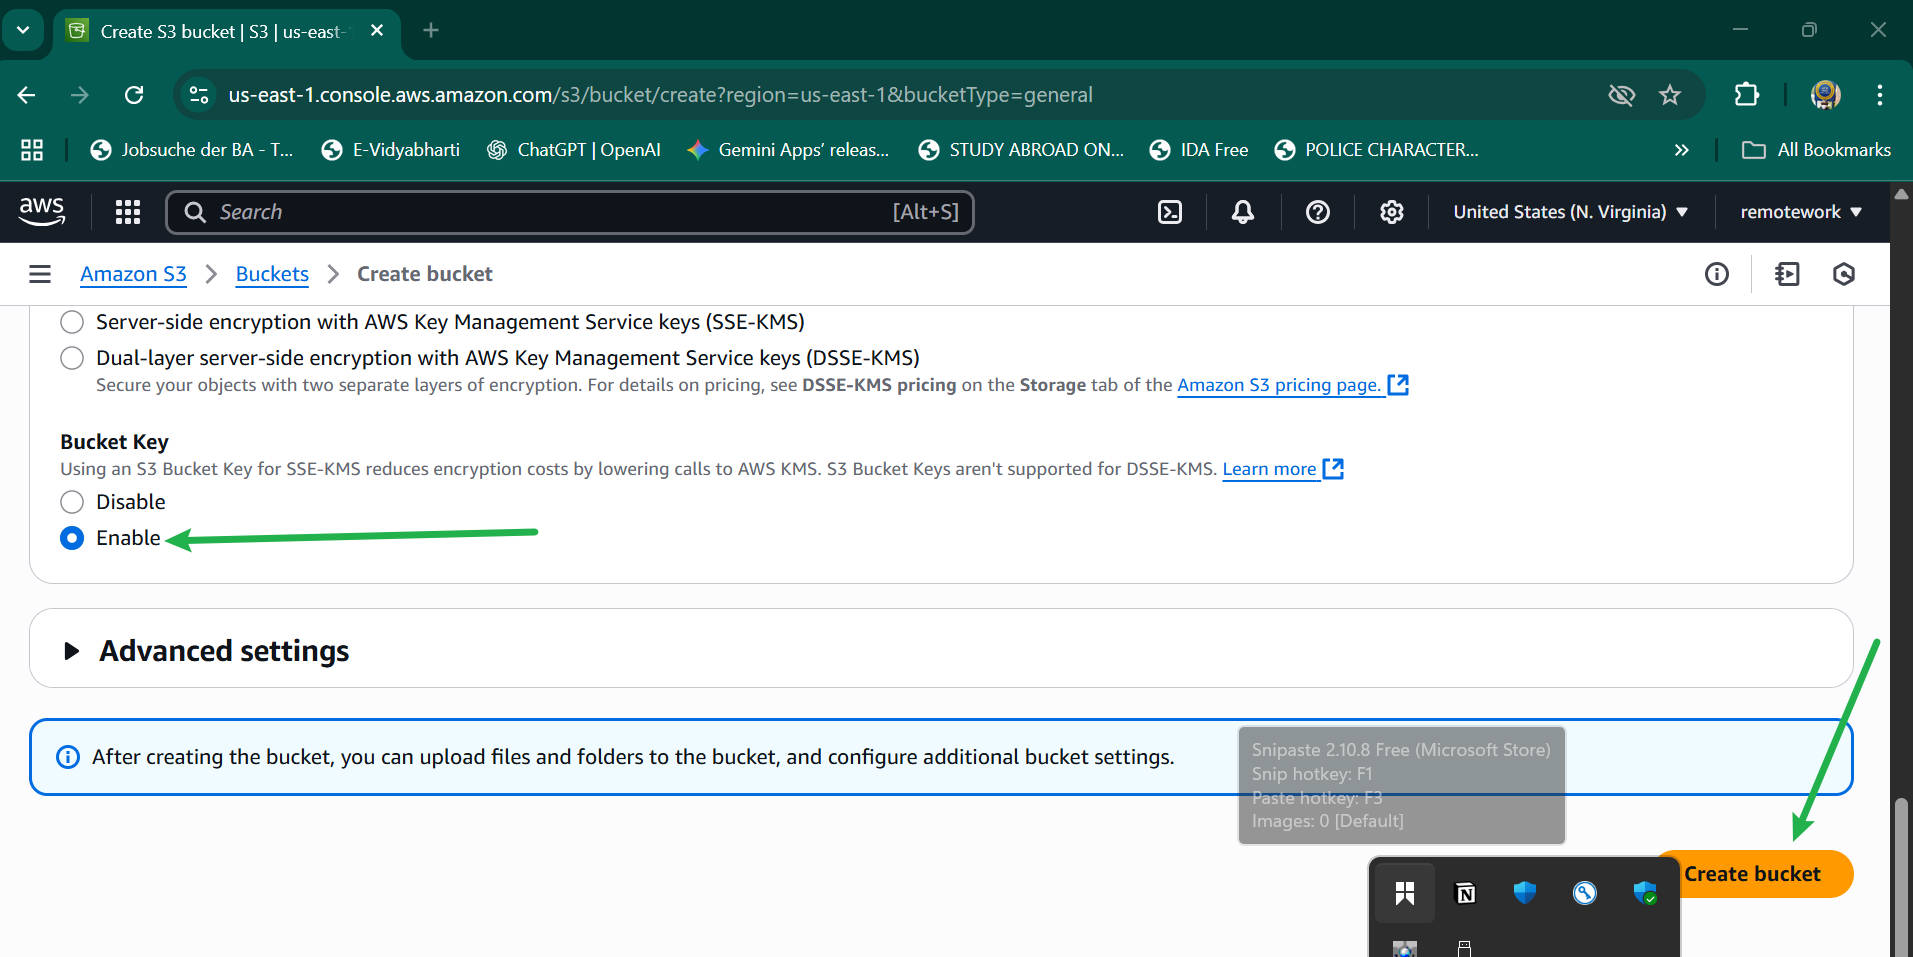 Create S3 bucket | S3 | us-east-
us-east-1.console.aws.amazon.com/s3/bucket/create?region=us-east-1&bucketType=general
Jobsuche der BA - T...
E-Vidyabharti
ChatGPT | OpenAI
Gemini Apps’ releas...
STUDY ABROAD ON...
IDA Free
POLICE CHARACTER...
All Bookmarks
aws
Search
[Alt+S]
United States (N. Virginia)
remotework
Amazon S3
Buckets
Create bucket
Server-side encryption with AWS Key Management Service keys (SSE-KMS)
Dual-layer server-side encryption with AWS Key Management Service keys (DSSE-KMS)
Secure your objects with two separate layers of encryption. For details on pricing, see DSSE-KMS pricing on the Storage tab of the Amazon S3 pricing page.
Bucket Key
Using an S3 Bucket Key for SSE-KMS reduces encryption costs by lowering calls to AWS KMS. S3 Bucket Keys aren't supported for DSSE-KMS. Learn more
Disable
Enable
Advanced settings
After creating the bucket, you can upload files and folders to the bucket, and configure additional bucket settings.
Snipaste 2.10.8 Free (Microsoft Store)
Snip hotkey: F1
Paste hotkey: F3
Images: 0 [Default]
Create bucket